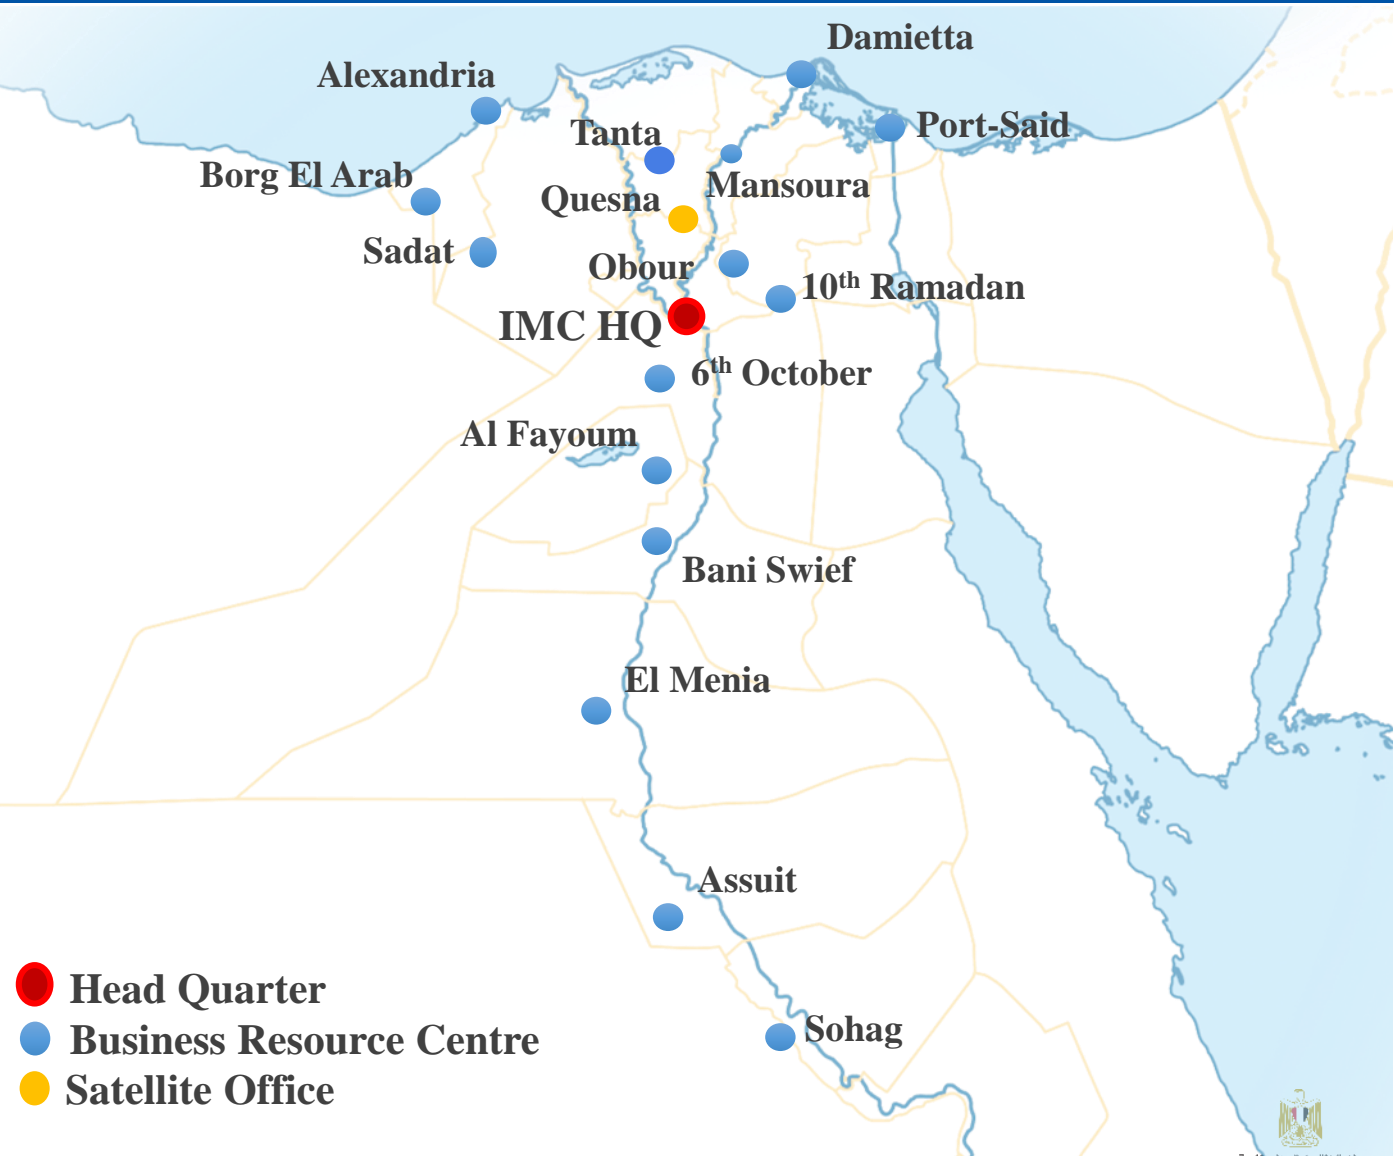 Damietta
Alexandria
Port-Said
Tanta
Borg El Arab
Mansoura
Quesna
Sadat
Obour
10th Ramadan
IMC HQ
6th October
Al Fayoum
Bani Swief
El Menia
Assuit
Sohag
Head Quarter
Business Resource Centre
Satellite Office